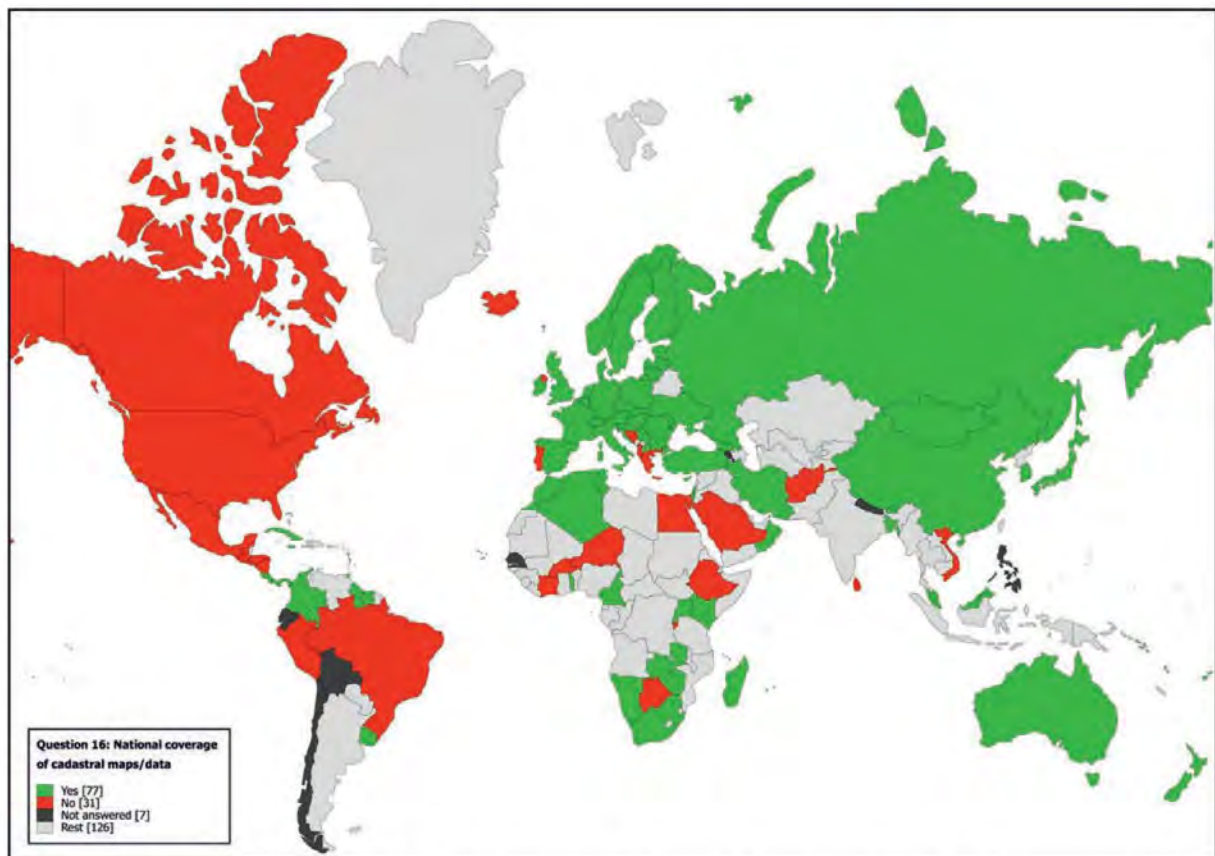 Question 16: National coverage
of cadastral maps/data
Yes [77]
No [31]
Not answered [7]
Rest [126]